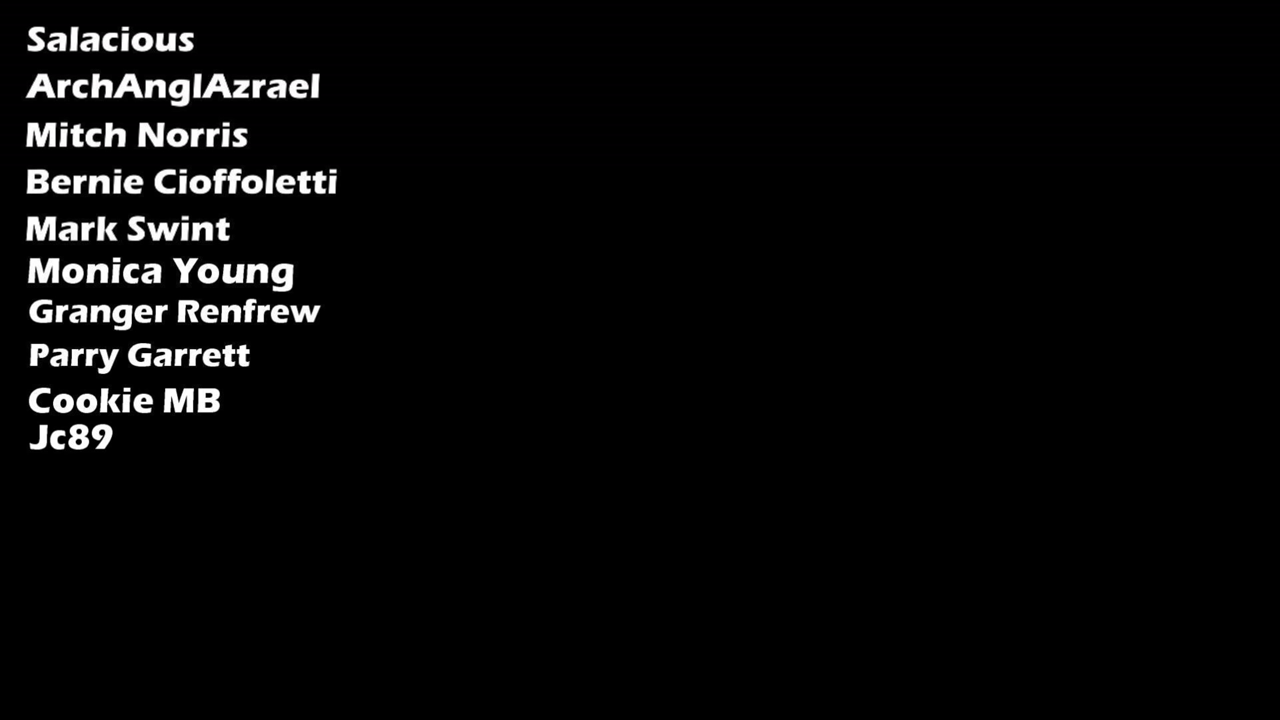 Salacious
ArchAnglAzrael
Mitch Norris
Bernie Cioffoletti
Mark Swint
Monica Young
Granger Renfrew
Parry Garrett
Cookie MB
Jc89